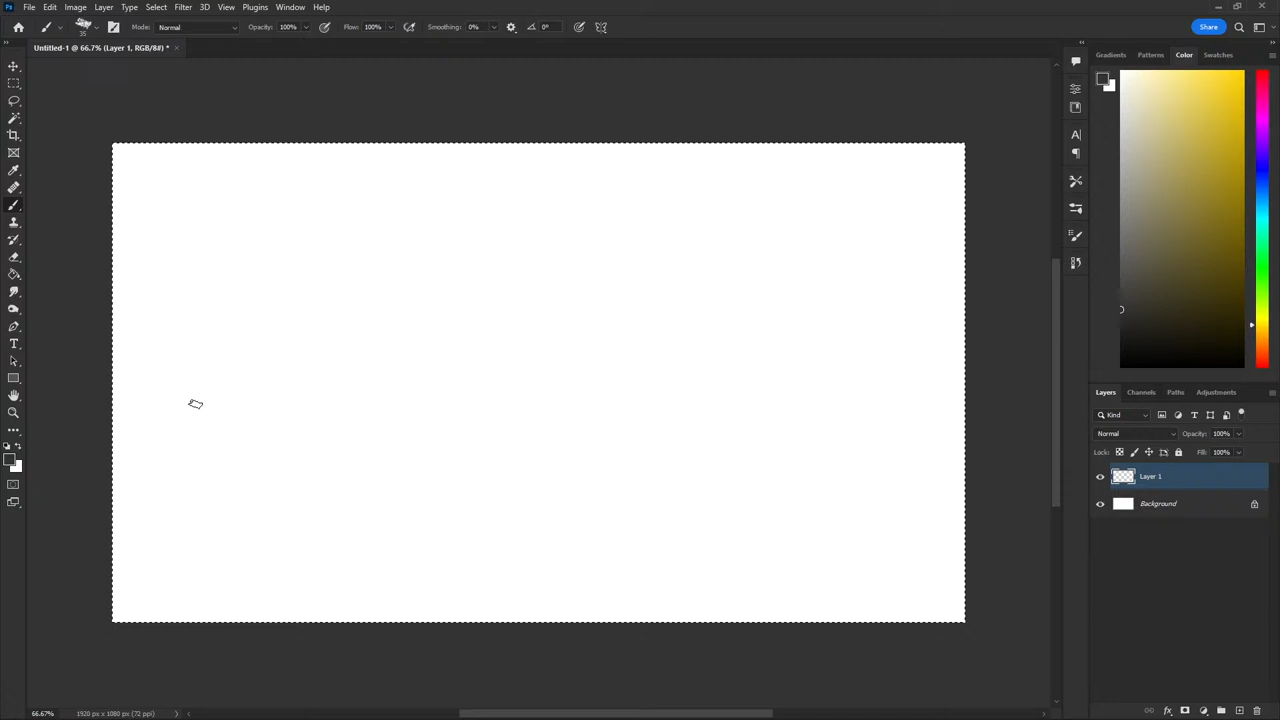 Ps File Edit Image Layer Type Select Filter 3D View Plugins Window Help
35 Mode: Normal Opacity: 100% Flow: 100% Smoothing: 0% 0° Share
Untitled-1 @ 66.7% (Layer 1, RGB/8#) *
Gradients Patterns Color Swatches
Layers Channels Paths Adjustments
Kind
Normal Opacity: 100%
Lock: Fill: 100%
Layer 1
Background
66.67% 1920 px x 1080 px (72 ppi)